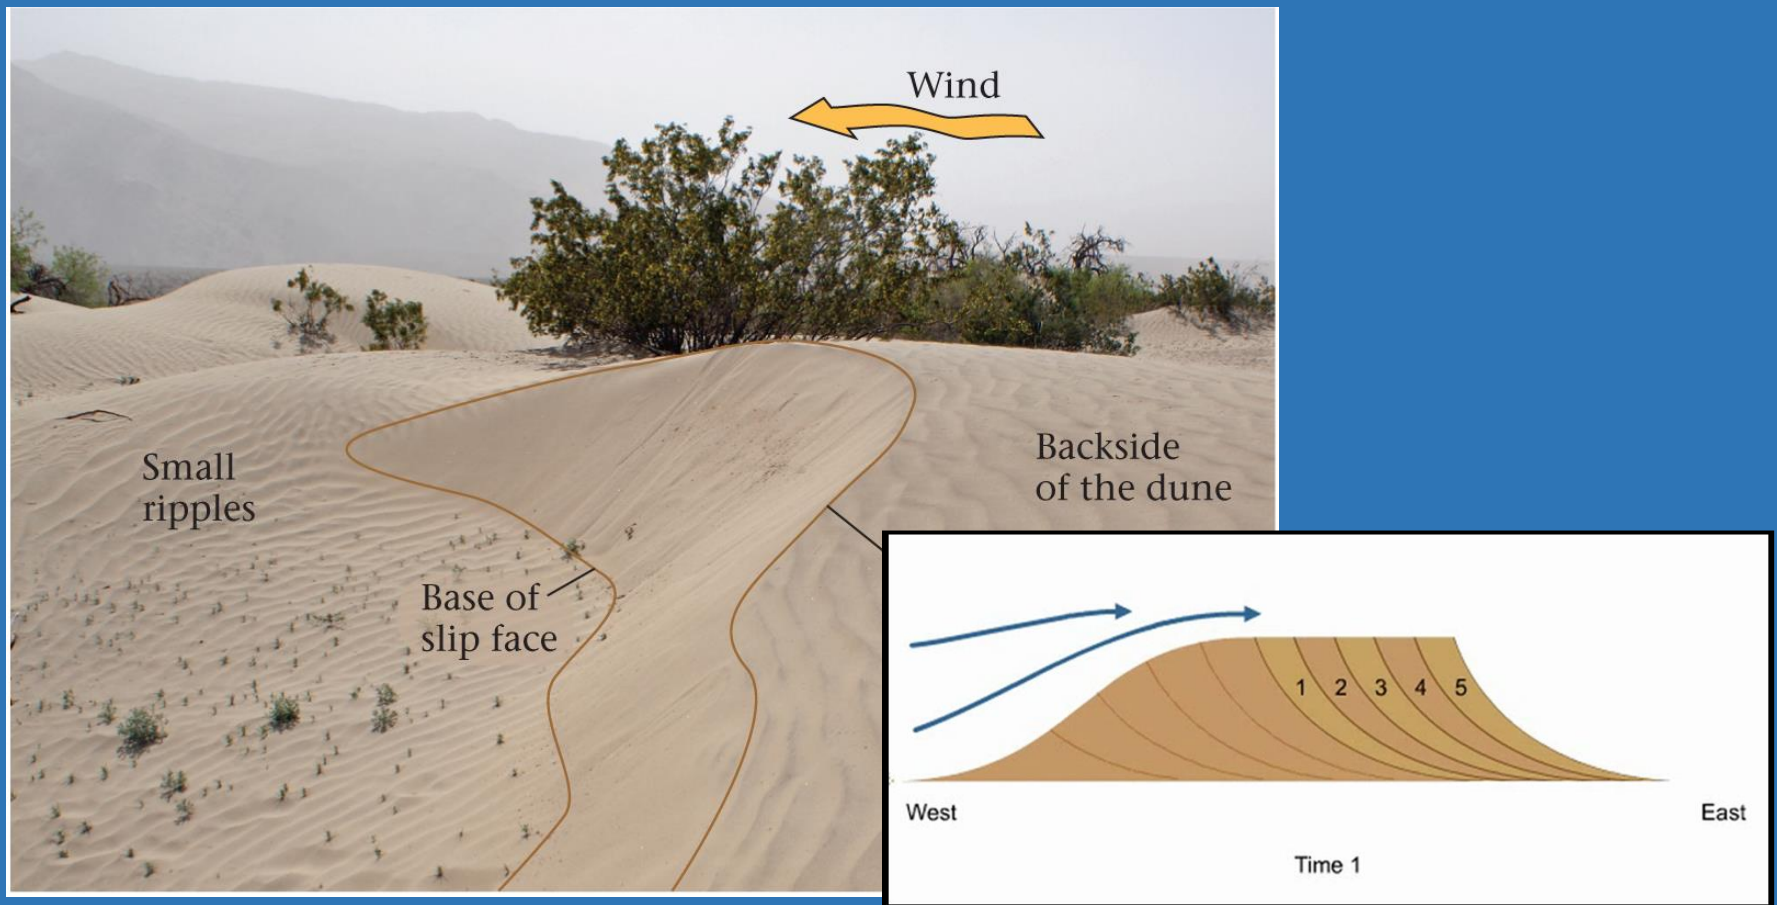 Wind
Small
ripples
Backside
of the dune
Base of
slip face
1 2 3 4 5
West East
Time 1